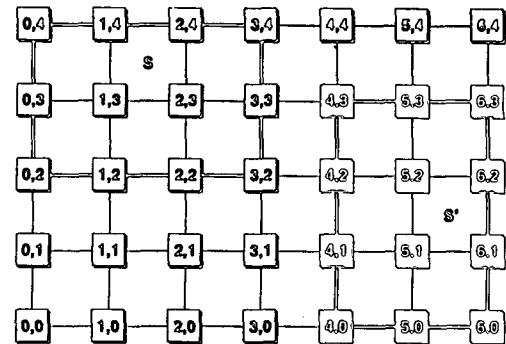 0,4 1,4 2,4 3,4 4,4 5,4 6,4
S
0,3 1,3 2,3 3,3 4,3 5,3 6,3
0,2 1,2 2,2 3,2 4,2 5,2 6,2
S'
0,1 1,1 2,1 3,1 4,1 5,1 6,1
0,0 1,0 2,0 3,0 4,0 5,0 6,0